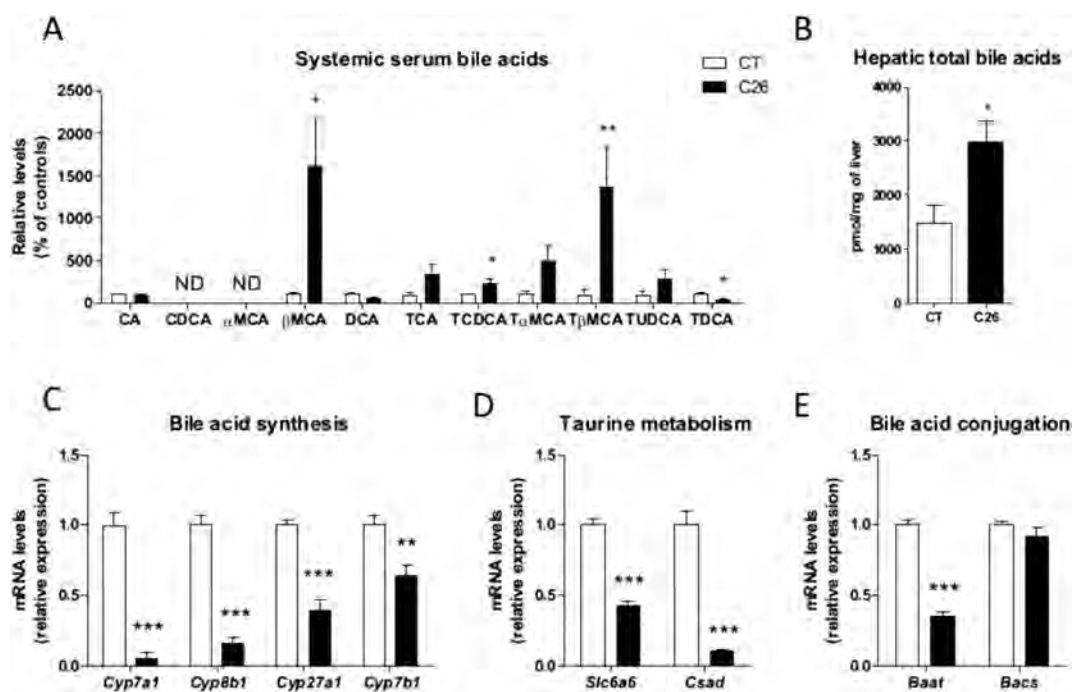 A
Systemic serum bile acids
CT
C26
Relative levels
(% of controls)
2500
2000
1500
1000
500
0
+
*
**
*
ND
ND
CA
CDCA
αMCA
βMCA
DCA
TCA
TCDCA
TαMCA
TβMCA
TUDCA
TDCA
B
Hepatic total bile acids
pmol/mg of liver
4000
3000
2000
1000
0
*
CT
C26
C
Bile acid synthesis
mRNA levels
(relative expression)
1.5
1.0
0.5
0.0
***
***
***
**
Cyp7a1
Cyp8b1
Cyp27a1
Cyp7b1
D
Taurine metabolism
mRNA levels
(relative expression)
1.5
1.0
0.5
0.0
***
***
Slc6a6
Csad
E
Bile acid conjugation
mRNA levels
(relative expression)
1.5
1.0
0.5
0.0
***
Baat
Bacs